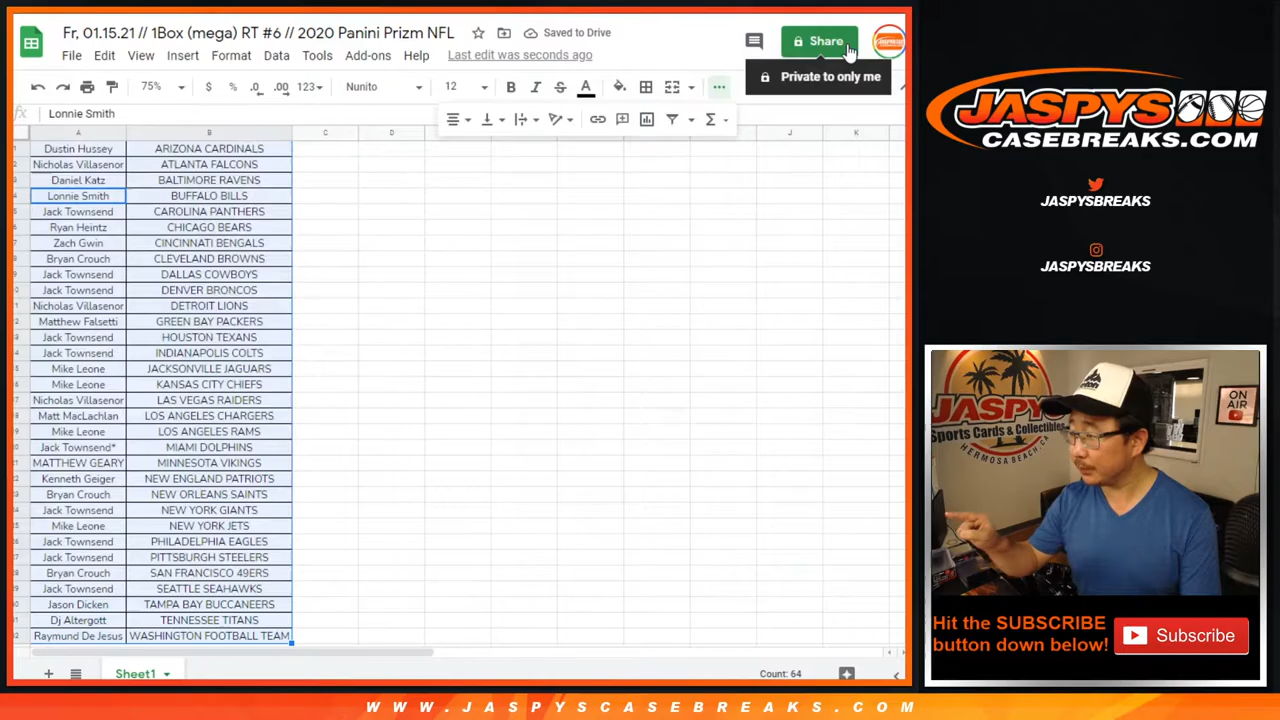 Fr, 01.15.21 // 1Box (mega) RT #6 // 2020 Panini Prizm NFL
Saved to Drive
Share
File Edit View Insert Format Data Tools Add-ons Help Last edit was seconds ago
Private to only me
75% $ % .0 .00 123 Nunito 12 B I S A
fx Lonnie Smith
A B C D J K
Dustin Hussey ARIZONA CARDINALS
Nicholas Villasenor ATLANTA FALCONS
Daniel Katz BALTIMORE RAVENS
Lonnie Smith BUFFALO BILLS
Jack Townsend CAROLINA PANTHERS
Ryan Heintz CHICAGO BEARS
Zach Gwin CINCINNATI BENGALS
Bryan Crouch CLEVELAND BROWNS
Jack Townsend DALLAS COWBOYS
Jack Townsend DENVER BRONCOS
Nicholas Villasenor DETROIT LIONS
Matthew Falsetti GREEN BAY PACKERS
Jack Townsend HOUSTON TEXANS
Jack Townsend INDIANAPOLIS COLTS
Mike Leone JACKSONVILLE JAGUARS
Mike Leone KANSAS CITY CHIEFS
Nicholas Villasenor LAS VEGAS RAIDERS
Matt MacLachlan LOS ANGELES CHARGERS
Mike Leone LOS ANGELES RAMS
Jack Townsend* MIAMI DOLPHINS
MATTHEW GEARY MINNESOTA VIKINGS
Kenneth Geiger NEW ENGLAND PATRIOTS
Bryan Crouch NEW ORLEANS SAINTS
Jack Townsend NEW YORK GIANTS
Mike Leone NEW YORK JETS
Jack Townsend PHILADELPHIA EAGLES
Jack Townsend PITTSBURGH STEELERS
Bryan Crouch SAN FRANCISCO 49ERS
Jack Townsend SEATTLE SEAHAWKS
Jason Dicken TAMPA BAY BUCCANEERS
Dj Altergott TENNESSEE TITANS
Raymund De Jesus WASHINGTON FOOTBALL TEAM
Sheet1
Count: 64
JASPYS
CASEBREAKS.COM
JASPYSBREAKS
JASPYSBREAKS
JASPYS
Sports Cards & Collectibles
HERMOSA BEACH, CA
ON AIR
Hit the SUBSCRIBE
button down below!
Subscribe
WWW.JASPYSCASEBREAKS.COM